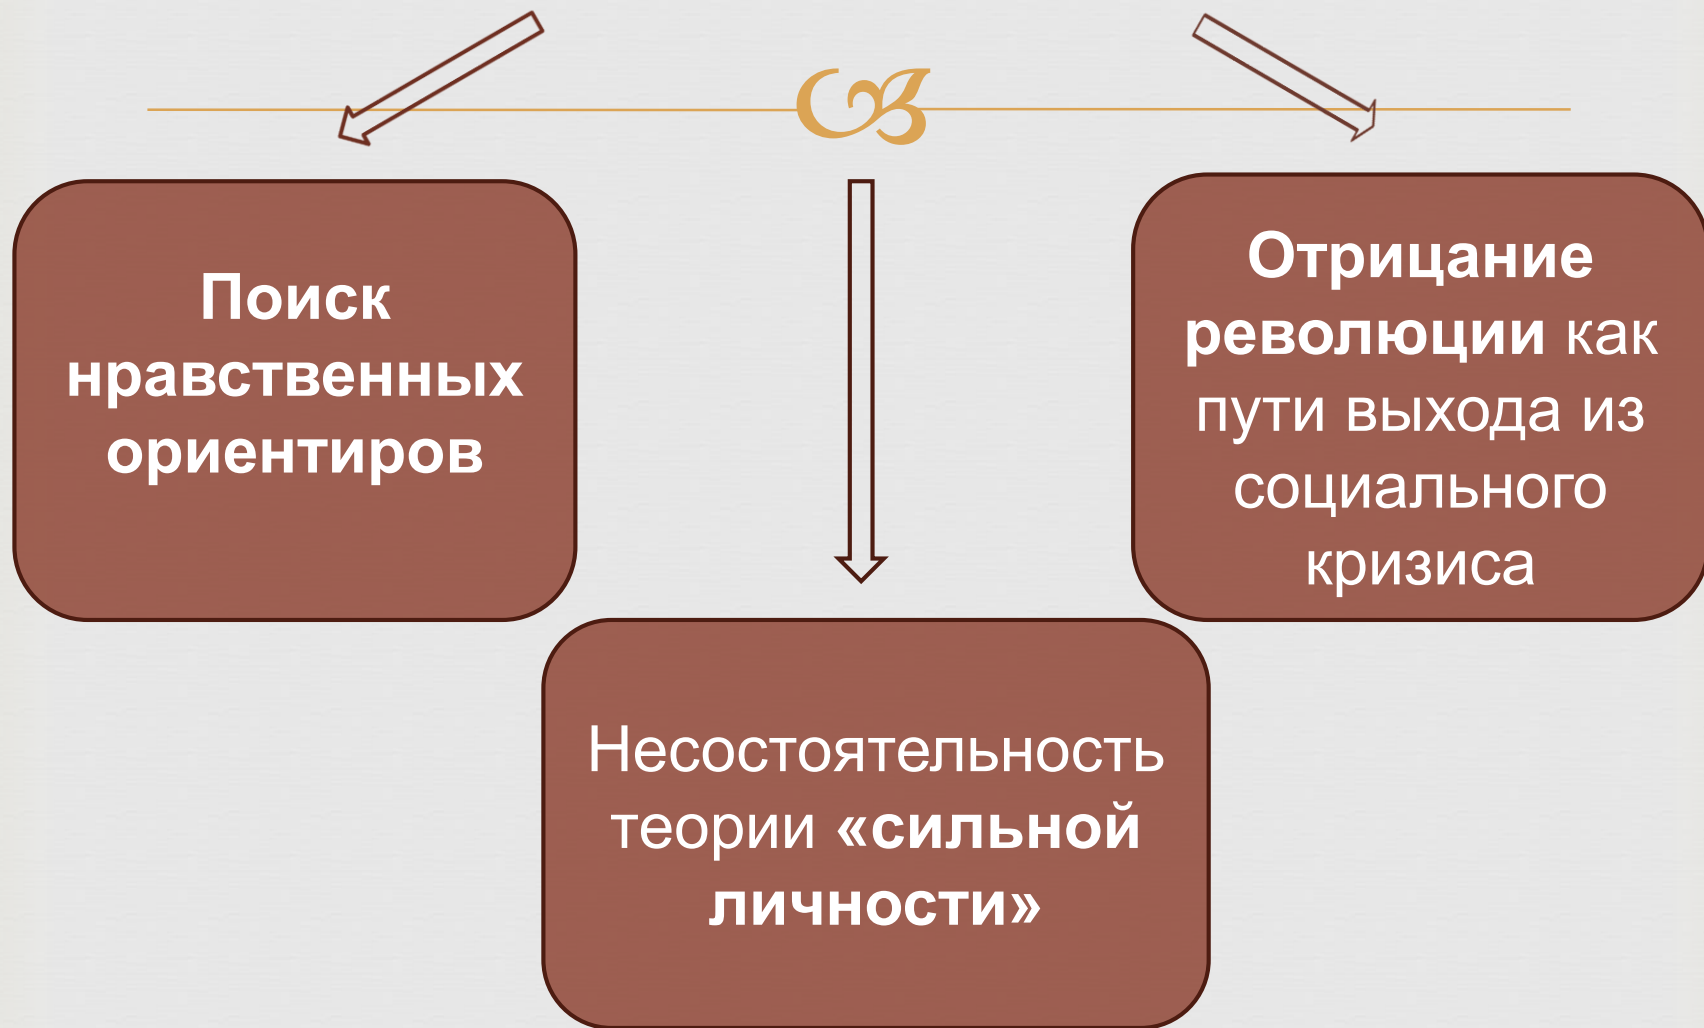 Поиск
нравственных
ориентиров
Отрицание
революции как
пути выхода из
социального
кризиса
Несостоятельность
теории «сильной
личности»